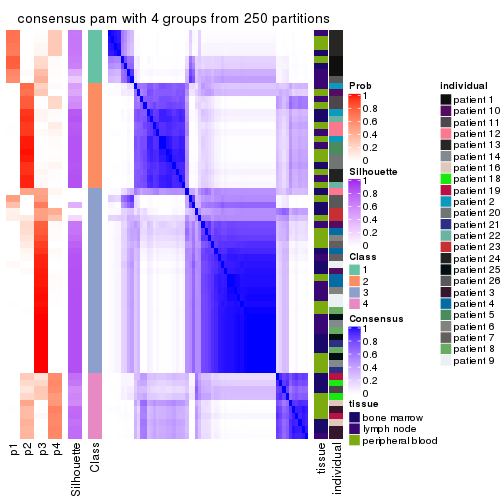 consensus pam with 4 groups from 250 partitions
Prob
1
0.8
0.6
0.4
0.2
0
Silhouette
1
0.8
0.6
0.4
0.2
0
Class
1
2
3
4
Consensus
1
0.8
0.6
0.4
0.2
0
tissue
bone marrow
lymph node
peripheral blood
individual
patient 1
patient 10
patient 11
patient 12
patient 13
patient 14
patient 16
patient 18
patient 19
patient 2
patient 20
patient 21
patient 22
patient 23
patient 24
patient 25
patient 26
patient 3
patient 4
patient 5
patient 6
patient 7
patient 8
patient 9
p1
p2
p3
p4
Silhouette
Class
tissue
individual